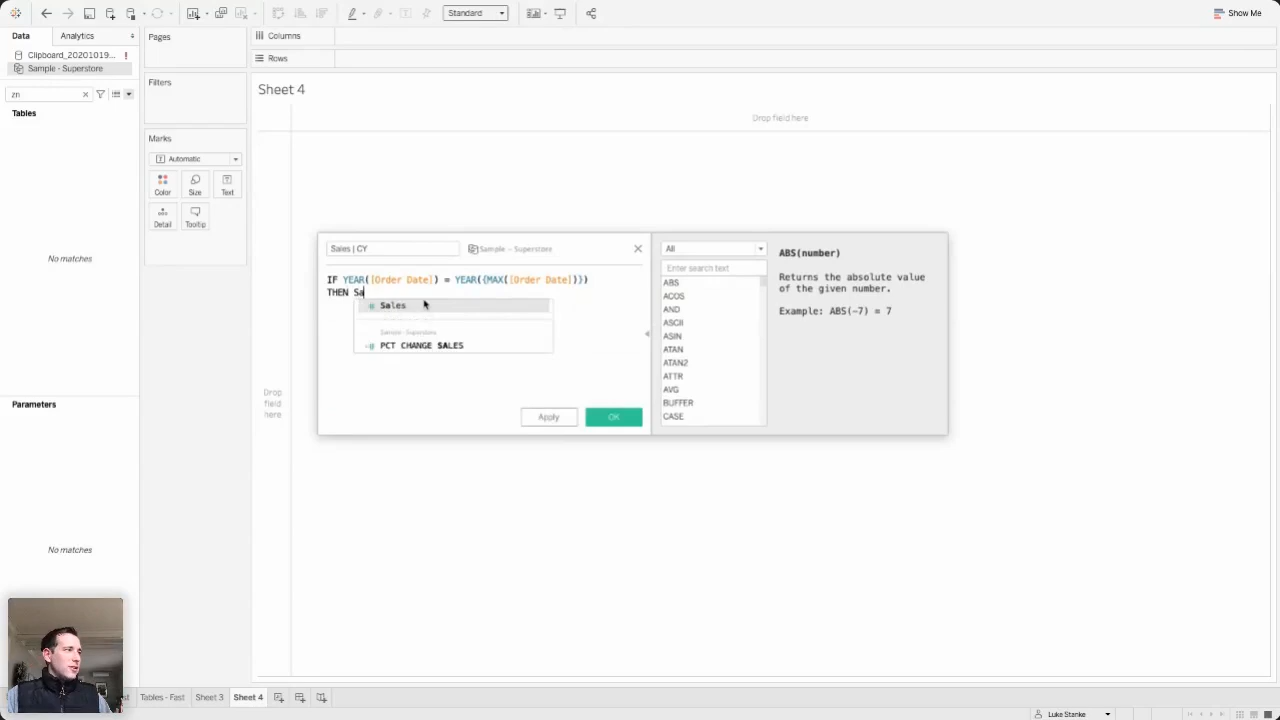 Standard
Show Me
Data
Analytics
Pages
Columns
Clipboard_20201019...
!
Rows
Sample - Superstore
Filters
Sheet 4
zn
Tables
Drop field here
Marks
Automatic
Color
Size
Text
Detail
Tooltip
No matches
Sales | CY
Sample - Superstore
All
ABS(number)
Enter search text
IF YEAR([Order Date]) = YEAR({MAX([Order Date])})
THEN Sa
Returns the absolute value
of the given number.
Example: ABS(-7) = 7
Sales
Sample - Superstore
PCT CHANGE SALES
ABS
ACOS
AND
ASCII
ASIN
ATAN
ATAN2
ATTR
AVG
BUFFER
CASE
Apply
OK
Drop
field
here
Parameters
No matches
st
Tables - Fast
Sheet 3
Sheet 4
Luke Stanke